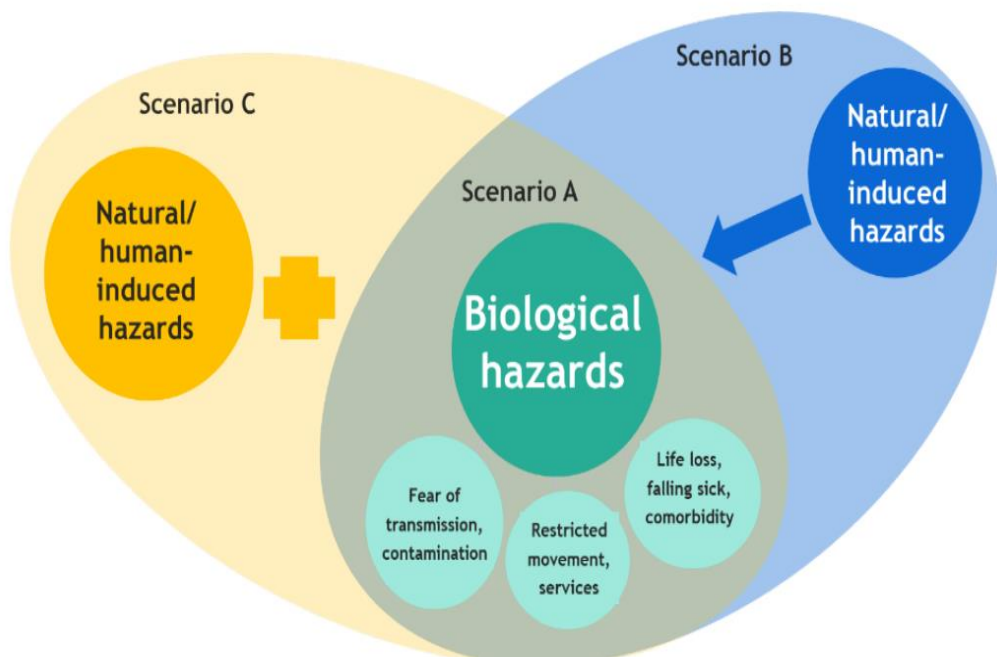 Scenario B
Scenario C
Natural/
human-
induced
hazards
Natural/
human-
induced
hazards
Scenario A
Biological
hazards
Fear of
transmission,
contamination
Restricted
movement,
services
Life loss,
falling sick,
comorbidity